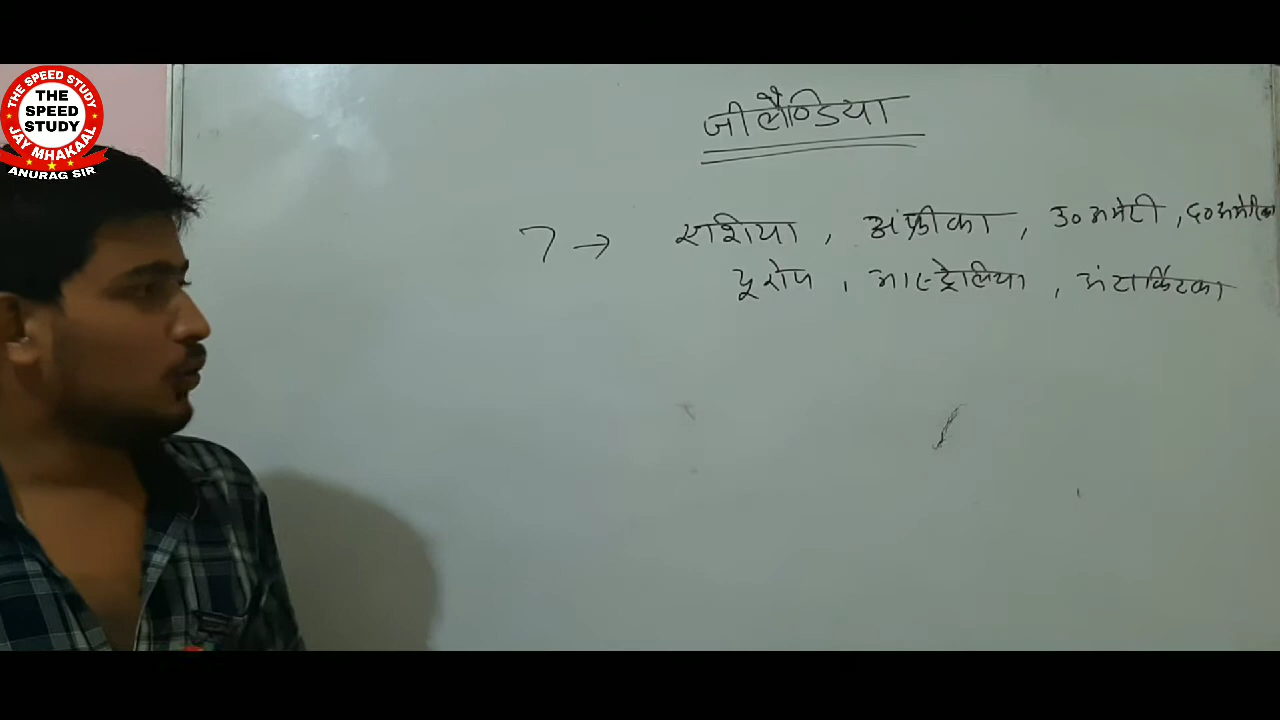 THE SPEED STUDY
THE
SPEED
STUDY
JAY MHAKAAL
ANURAG SIR
जीलैण्डिया
7 → एशिया, अफ्रीका, उ० अमेरी, द० अमेरिका
यूरोप, आस्ट्रेलिया, अंटार्कटिका